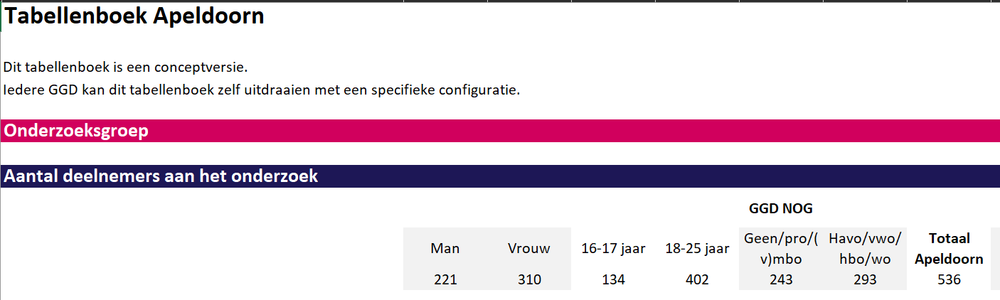 Tabellenboek Apeldoorn
Dit tabellenboek is een conceptversie.
Iedere GGD kan dit tabellenboek zelf uitdraaien met een specifieke configuratie.
Onderzoeksgroep
Aantal deelnemers aan het onderzoek
GGD NOG
Man Vrouw 16-17 jaar 18-25 jaar Geen/pro/( Havo/vwo/ Totaal
v)mbo hbo/wo Apeldoorn
221 310 134 402 243 293 536